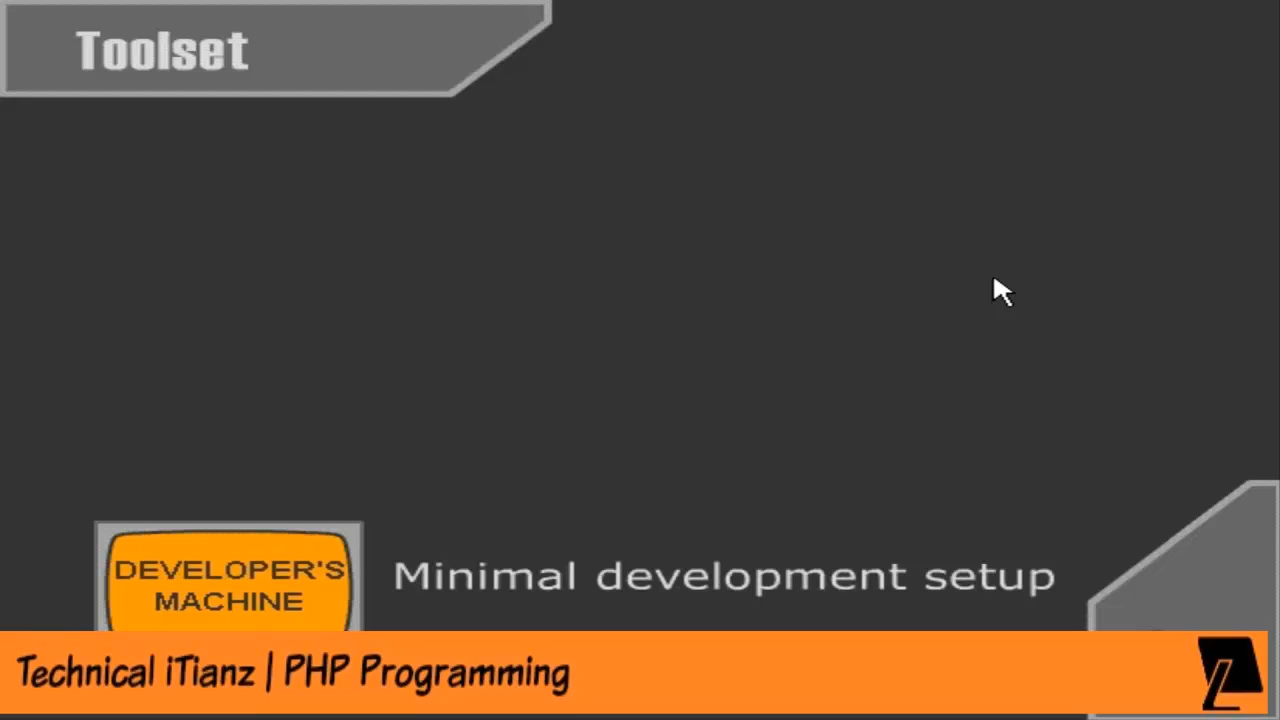 Toolset
DEVELOPER'S
MACHINE
Minimal development setup
Technical iTianz | PHP Programming